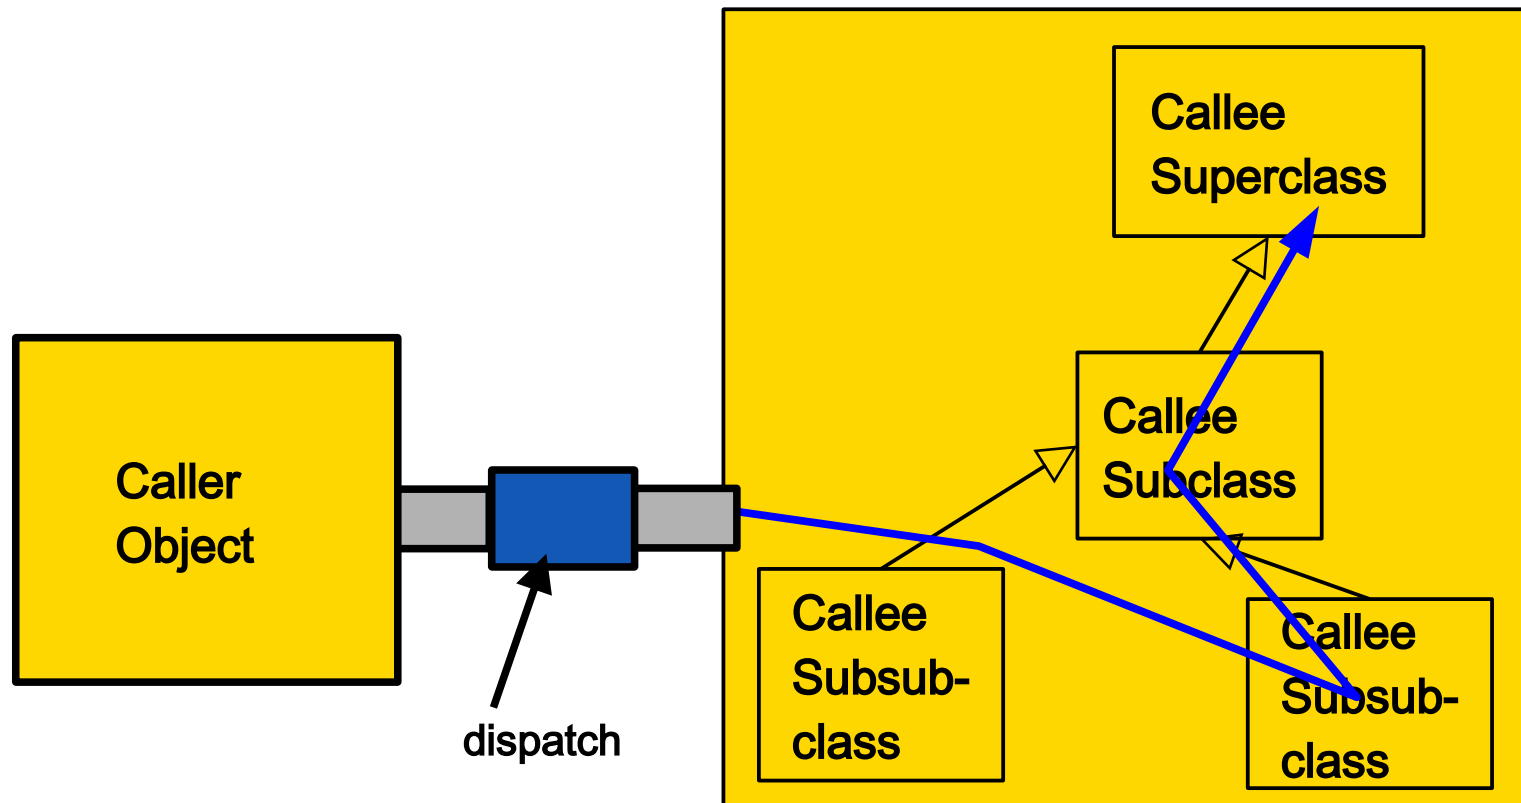 Callee
Superclass
Callee
Subclass
Caller
Object
Callee
Subsub-
class
Callee
Subsub-
class
dispatch